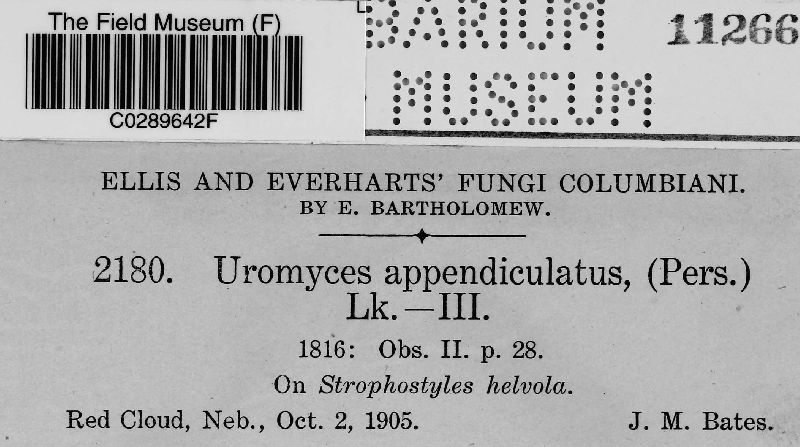 The Field Museum (F)
C0289642F
BARIUM
MUSEUM
11266
ELLIS AND EVERHARTS' FUNGI COLUMBIANI.
BY E. BARTHOLOMEW.
2180. Uromyces appendiculatus, (Pers.)
Lk.—III.
1816: Obs. II. p. 28.
On Strophostyles helvola.
Red Cloud, Neb., Oct. 2, 1905. J. M. Bates.